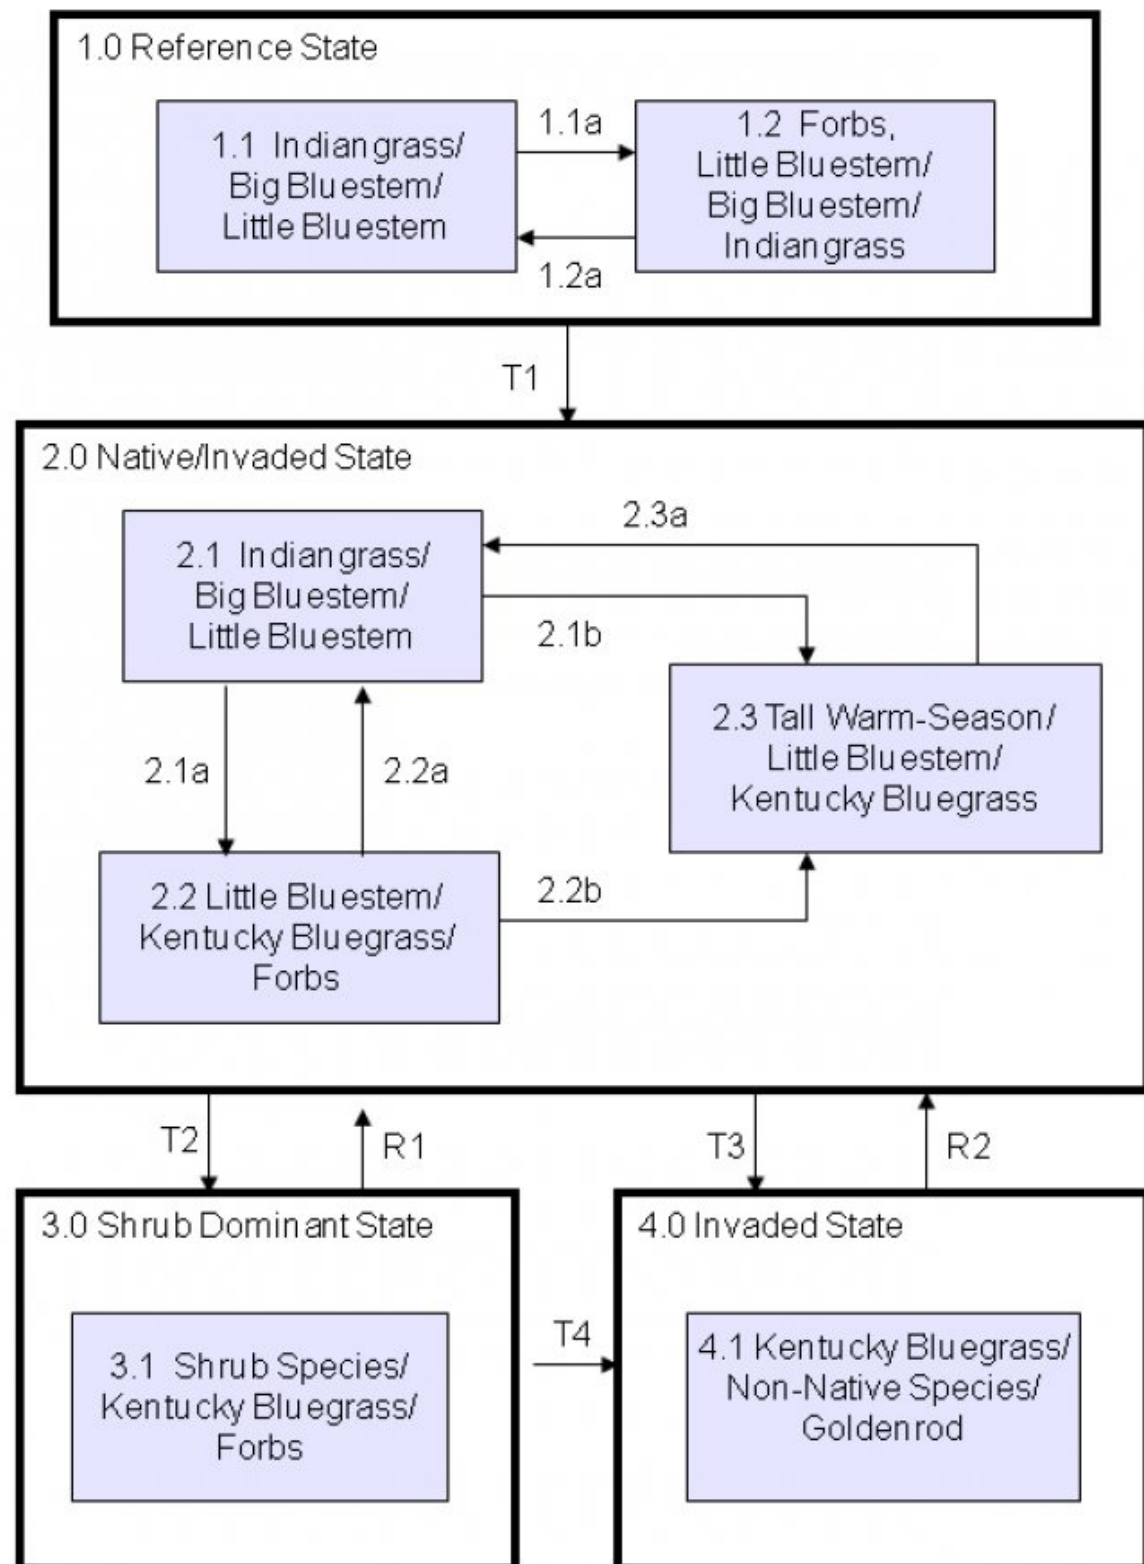 1.0 Reference State
1.1 Indiangrass/
Big Bluestem/
Little Bluestem
1.1a
1.2 Forbs,
Little Bluestem/
Big Bluestem/
Indiangrass
1.2a
T1
2.0 Native/Invaded State
2.3a
2.1 Indiangrass/
Big Bluestem/
Little Bluestem
2.1b
2.3 Tall Warm-Season/
Little Bluestem/
Kentucky Bluegrass
2.1a
2.2a
2.2 Little Bluestem/
Kentucky Bluegrass/
Forbs
2.2b
T2
R1
T3
R2
3.0 Shrub Dominant State
3.1 Shrub Species/
Kentucky Bluegrass/
Forbs
T4
4.0 Invaded State
4.1 Kentucky Bluegrass/
Non-Native Species/
Goldenrod